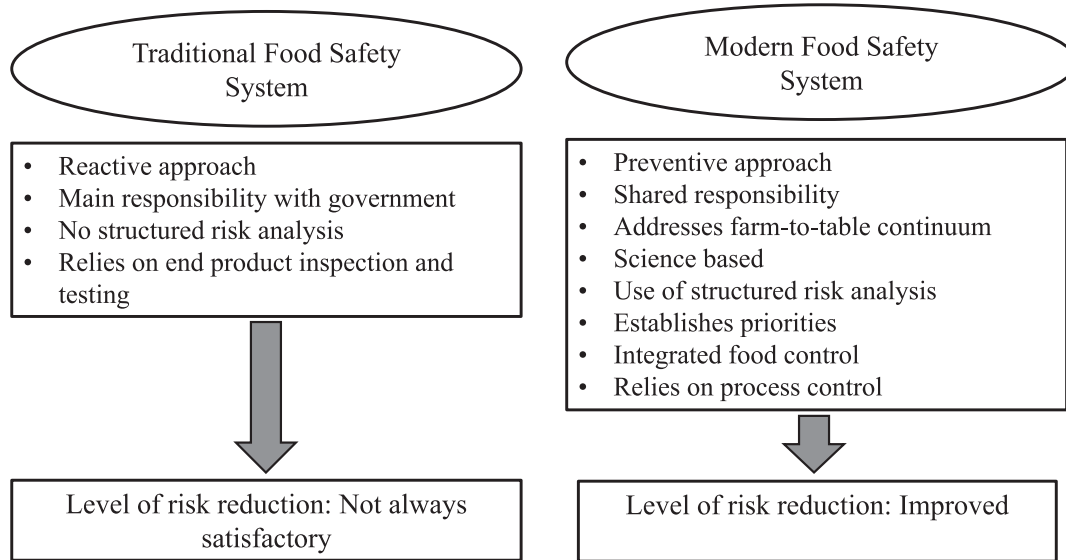 Traditional Food Safety
System
• Reactive approach
• Main responsibility with government
• No structured risk analysis
• Relies on end product inspection and
testing
Level of risk reduction: Not always
satisfactory
Modern Food Safety
System
• Preventive approach
• Shared responsibility
• Addresses farm-to-table continuum
• Science based
• Use of structured risk analysis
• Establishes priorities
• Integrated food control
• Relies on process control
Level of risk reduction: Improved